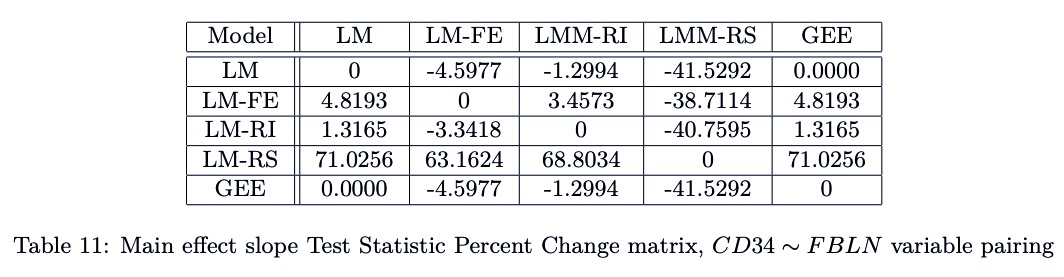 Model LM LM-FE LMM-RI LMM-RS GEE
LM 0 -4.5977 -1.2994 -41.5292 0.0000
LM-FE 4.8193 0 3.4573 -38.7114 4.8193
LM-RI 1.3165 -3.3418 0 -40.7595 1.3165
LM-RS 71.0256 63.1624 68.8034 0 71.0256
GEE 0.0000 -4.5977 -1.2994 -41.5292 0
Table 11: Main effect slope Test Statistic Percent Change matrix, CD34 ∼ FBLN variable pairing